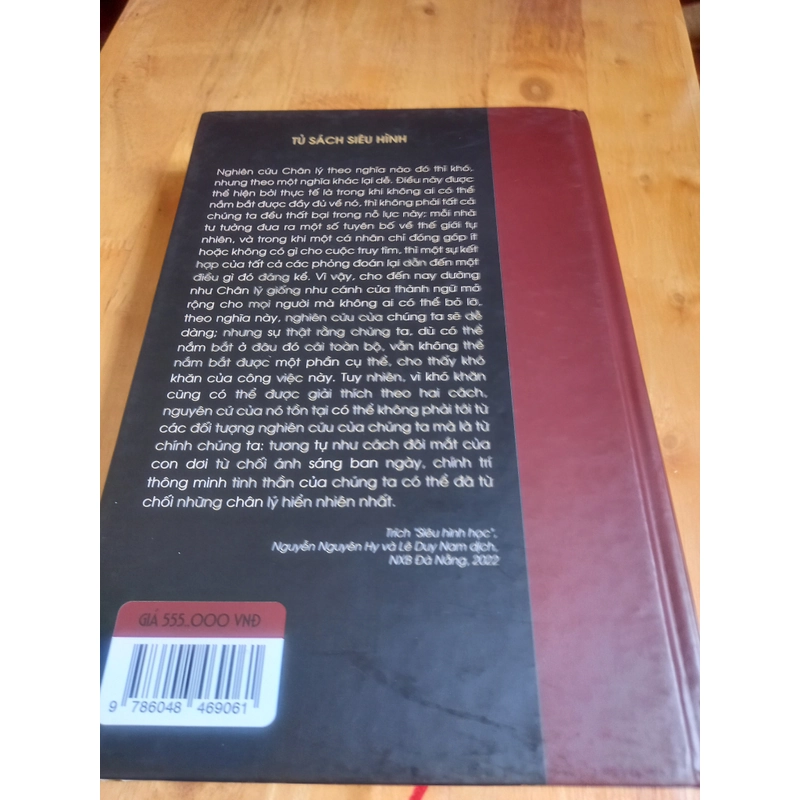 TỦ SÁCH SIÊU HÌNH
Nghiên cứu Chân lý theo nghĩa nào đó thì khó,
nhưng theo một nghĩa khác lại dễ. Điều này được
thể hiện bởi thực tế là trong khi không ai có thể
nắm bắt được đầy đủ về nó, thì không phải tất cả
chúng ta đều thất bại trong nỗ lực này; mỗi nhà
tư tưởng đưa ra một số tuyên bố về thế giới tự
nhiên, và trong khi một cá nhân chỉ đóng góp ít
hoặc không có gì cho cuộc truy tìm, thì một sự kết
hợp của tất cả các phỏng đoán lại dẫn đến một
điều gì đó đáng kể. Vì vậy, cho đến nay dường
như Chân lý giống như cánh cửa thành ngữ mở
rộng cho mọi người mà không ai có thể bỏ lỡ,
theo nghĩa này, nghiên cứu của chúng ta sẽ dễ
dàng; nhưng sự thật rằng chúng ta, dù có thể
nắm bắt ở đâu đó cái toàn bộ, vẫn không thể
nắm bắt được một phần cụ thể, cho thấy khó
khăn của công việc này. Tuy nhiên, vì khó khăn
cũng có thể được giải thích theo hai cách,
nguyên cứ của nó tồn tại có thể không phải tới từ
các đối tượng nghiên cứu của chúng ta mà là từ
chính chúng ta: tương tự như cách đôi mắt của
con dơi từ chối ánh sáng ban ngày, chính trí
thông minh tinh thần của chúng ta có thể đã từ
chối những chân lý hiển nhiên nhất.
Trích "Siêu hình học",
Nguyễn Nguyên Hy và Lê Duy Nam dịch,
NXB Đà Nẵng, 2022
GIÁ 555.000 VNĐ
9 786048 469061